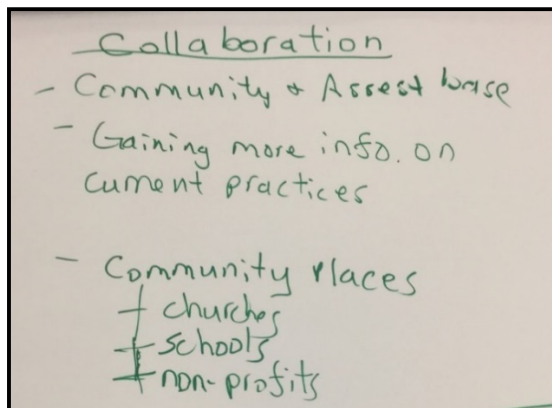 Collaboration
- Community + Assest base
- Gaining more info. on
current practices
- Community Places
+ churches
+ schools
+ non-profits